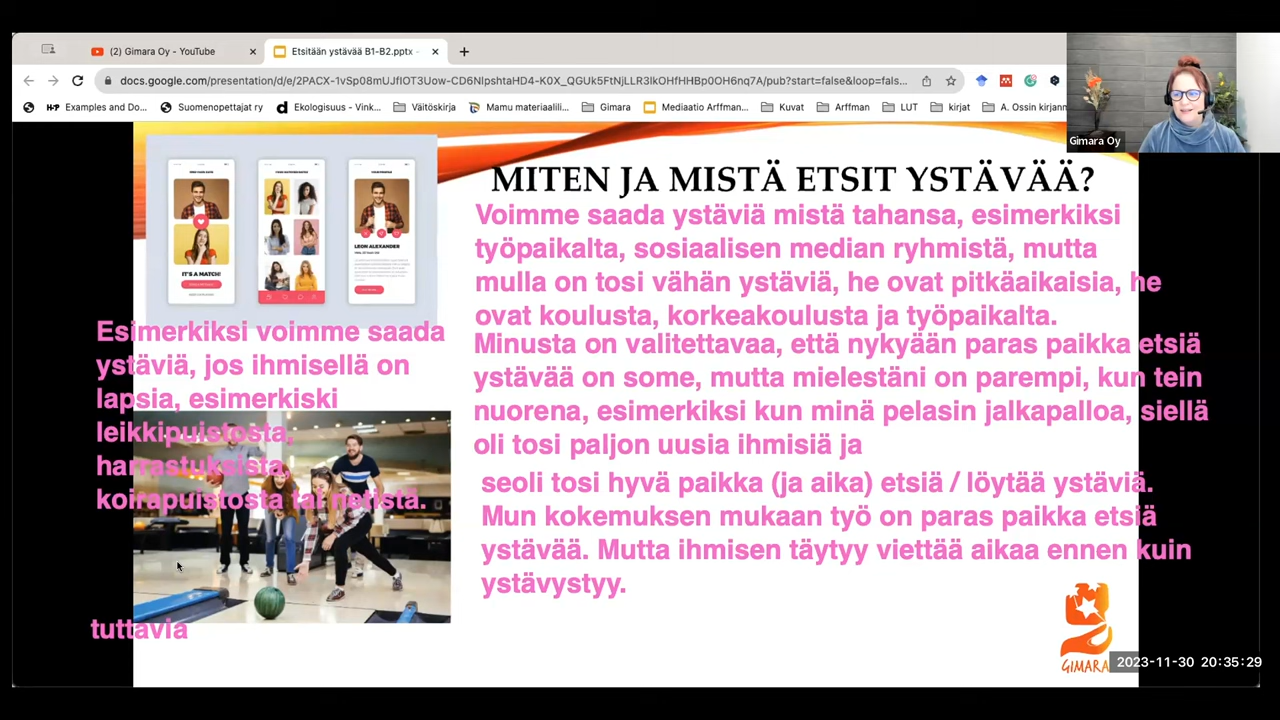 (2) Gimara Oy - YouTube
Etsitään ystävää B1-B2.pptx -
docs.google.com/presentation/d/e/2PACX-1vSp08mUJfIOT3Uow-CD6NlpshtaHD4-K0X_QGUk5FtNjLLR3lkOHfHHBp0OH6nq7A/pub?start=false&loop=fals...
Examples and Do...
Suomenopettajat ry
Ekologisuus - Vink...
Väitöskirja
Mamu materiaalil...
Gimara
Mediaatio Arffman...
Kuvat
Arffman
LUT
kirjat
A. Ossin kirjann
Gimara Oy
IT'S A MATCH!
LEON ALEXANDER
MITEN JA MISTÄ ETSIT YSTÄVÄÄ?
Voimme saada ystäviä mistä tahansa, esimerkiksi
työpaikalta, sosiaalisen median ryhmistä, mutta
mulla on tosi vähän ystäviä, he ovat pitkäaikaisia, he
ovat koulusta, korkeakoulusta ja työpaikalta.
Minusta on valitettavaa, että nykyään paras paikka etsiä
ystävää on some, mutta mielestäni on parempi, kun tein
nuorena, esimerkiksi kun minä pelasin jalkapalloa, siellä
oli tosi paljon uusia ihmisiä ja
seoli tosi hyvä paikka (ja aika) etsiä / löytää ystäviä.
Mun kokemuksen mukaan työ on paras paikka etsiä
ystävää. Mutta ihmisen täytyy viettää aikaa ennen kuin
ystävystyy.
Esimerkiksi voimme saada
ystäviä, jos ihmisellä on
lapsia, esimerkiski
leikkipuistosta,
harrastuksista,
koirapuistosta tai netistä.
tuttavia
GIMARA
2023-11-30 20:35:29